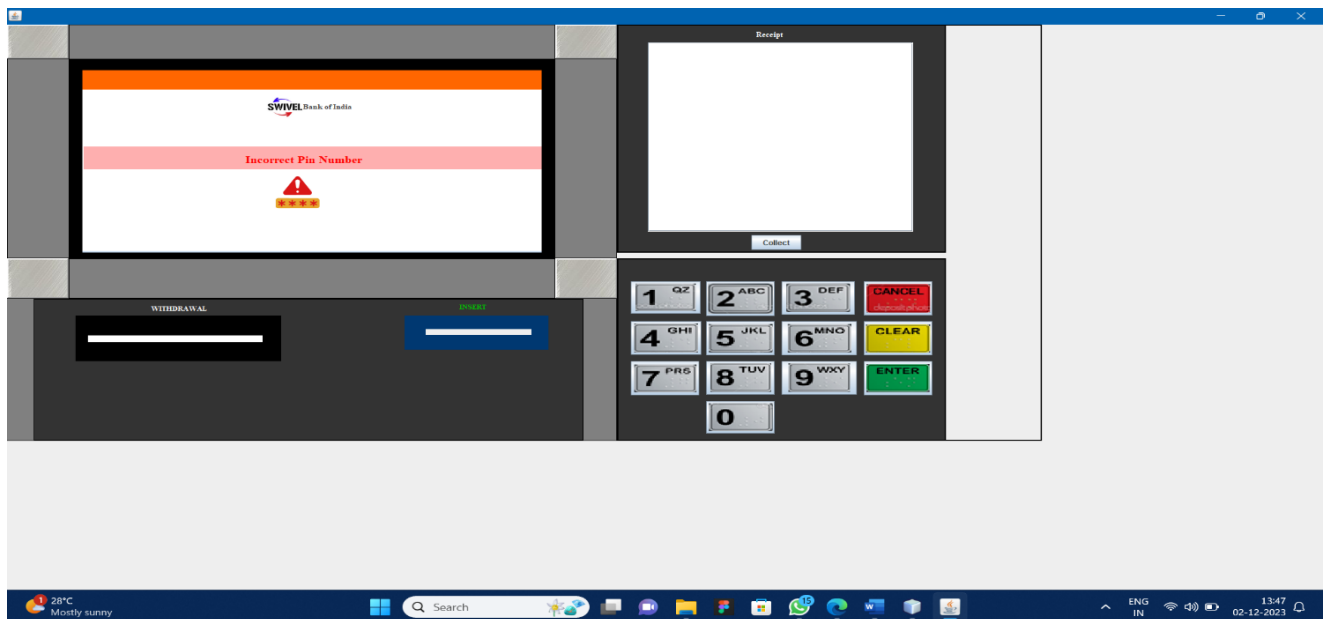 Receipt
SWIVEL Bank of India
Incorrect Pin Number
****
Collect
WITHDRAWAL
INSERT
1 QZ
2 ABC
3 DEF
CANCEL
4 GHI
5 JKL
6 MNO
CLEAR
7 PRS
8 TUV
9 WXY
ENTER
0
1
28°C
Mostly sunny
Search
15
ENG
IN
13:47
02-12-2023